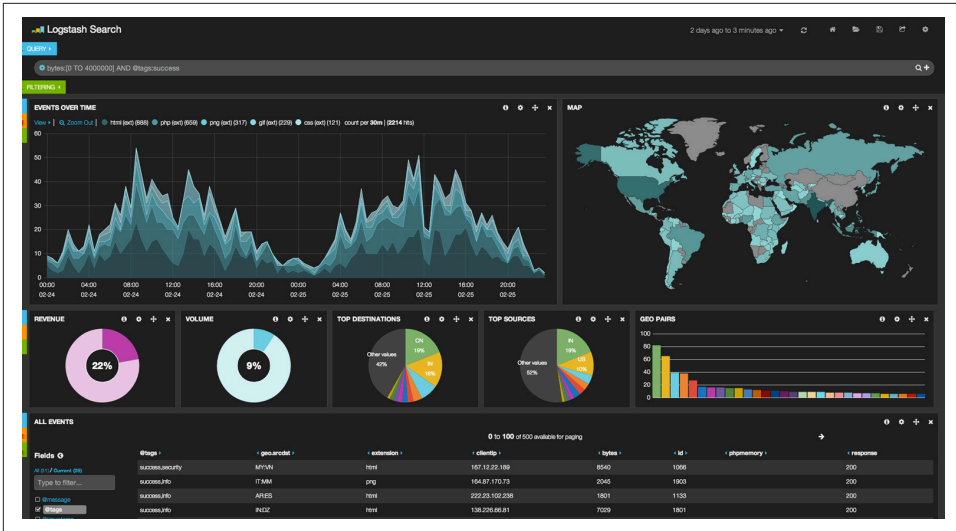 Logstash Search
2 days ago to 3 minutes ago
QUERY
bytes:[0 TO 4000000] AND @tags:success
FILTERING
EVENTS OVER TIME
View | Zoom Out | html (ext) (888) php (ext) (659) png (ext) (317) gif (ext) (229) css (ext) (121) count per 30m | (2214 hits)
60
50
40
30
20
10
0
00:00 04:00 08:00 12:00 16:00 20:00 00:00 04:00 08:00 12:00 16:00 20:00
02-24 02-24 02-24 02-24 02-24 02-24 02-25 02-25 02-25 02-25 02-25 02-25
MAP
REVENUE
22%
VOLUME
9%
TOP DESTINATIONS
CN
19%
IN
16%
Other values
42%
TOP SOURCES
IN
16%
US
10%
Other values
52%
GEO PAIRS
100
80
60
40
20
0
ALL EVENTS
0 to 100 of 500 available for paging
Fields
All (51) / Current (29)
Type to filter...
@message
@tags
@tags geo.srcdst extension clientip bytes id phpmemory response
success,security MY:VN html 167.12.22.189 8540 1066 200
success,info IT:MM png 164.87.170.73 2045 1903 200
success,info AR:ES html 222.23.102.238 1801 1133 200
success,info IN:DZ html 138.226.66.81 7029 1801 200